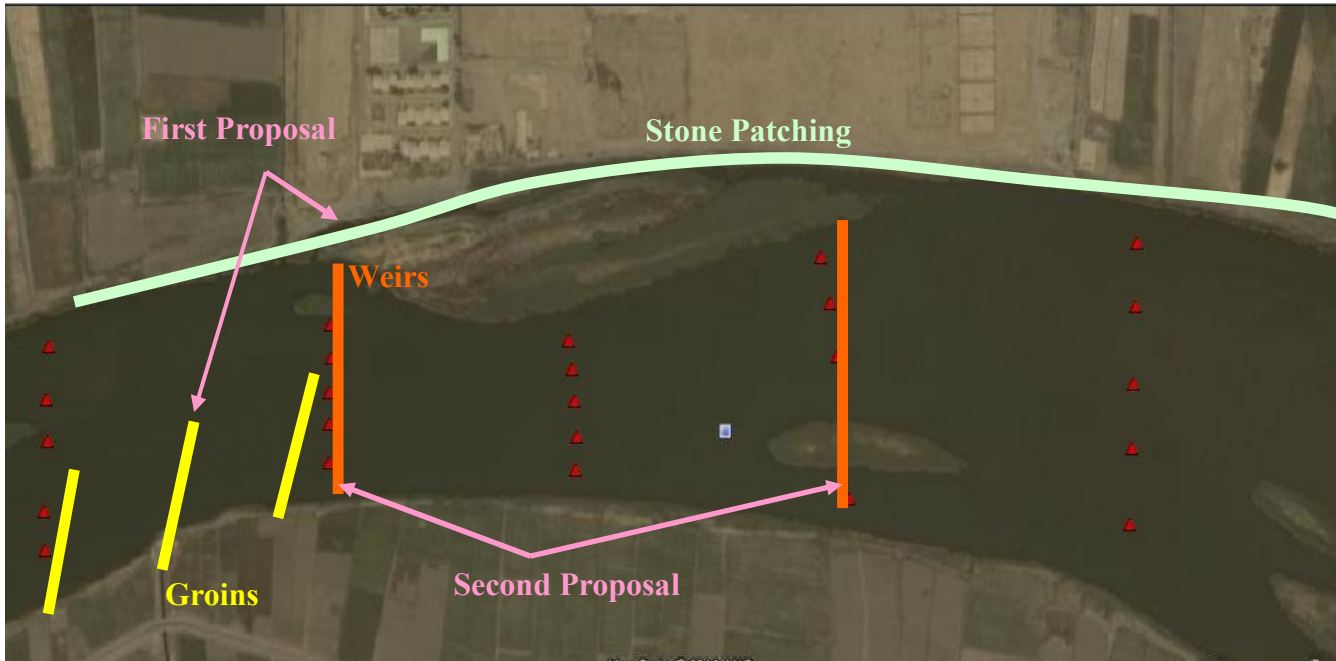 Stone Patching
First Proposal
Weirs
Second Proposal
Groins